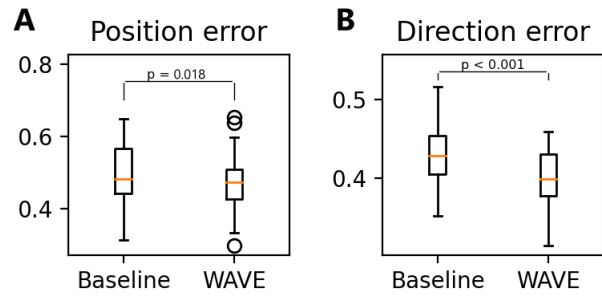 A
Position error
p = 0.018
0.8
0.6
0.4
Baseline WAVE
B
Direction error
p < 0.001
0.5
0.4
Baseline WAVE